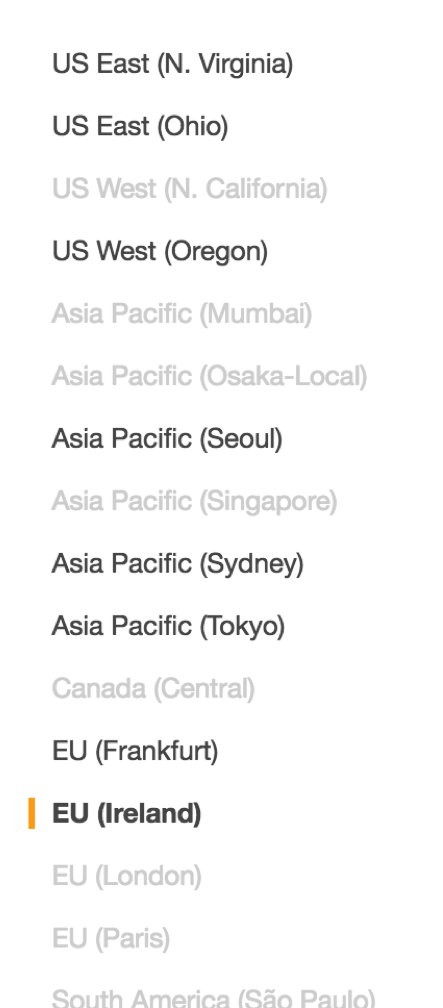 US East (N. Virginia)
US East (Ohio)
US West (N. California)
US West (Oregon)
Asia Pacific (Mumbai)
Asia Pacific (Osaka-Local)
Asia Pacific (Seoul)
Asia Pacific (Singapore)
Asia Pacific (Sydney)
Asia Pacific (Tokyo)
Canada (Central)
EU (Frankfurt)
EU (Ireland)
EU (London)
EU (Paris)
South America (São Paulo)